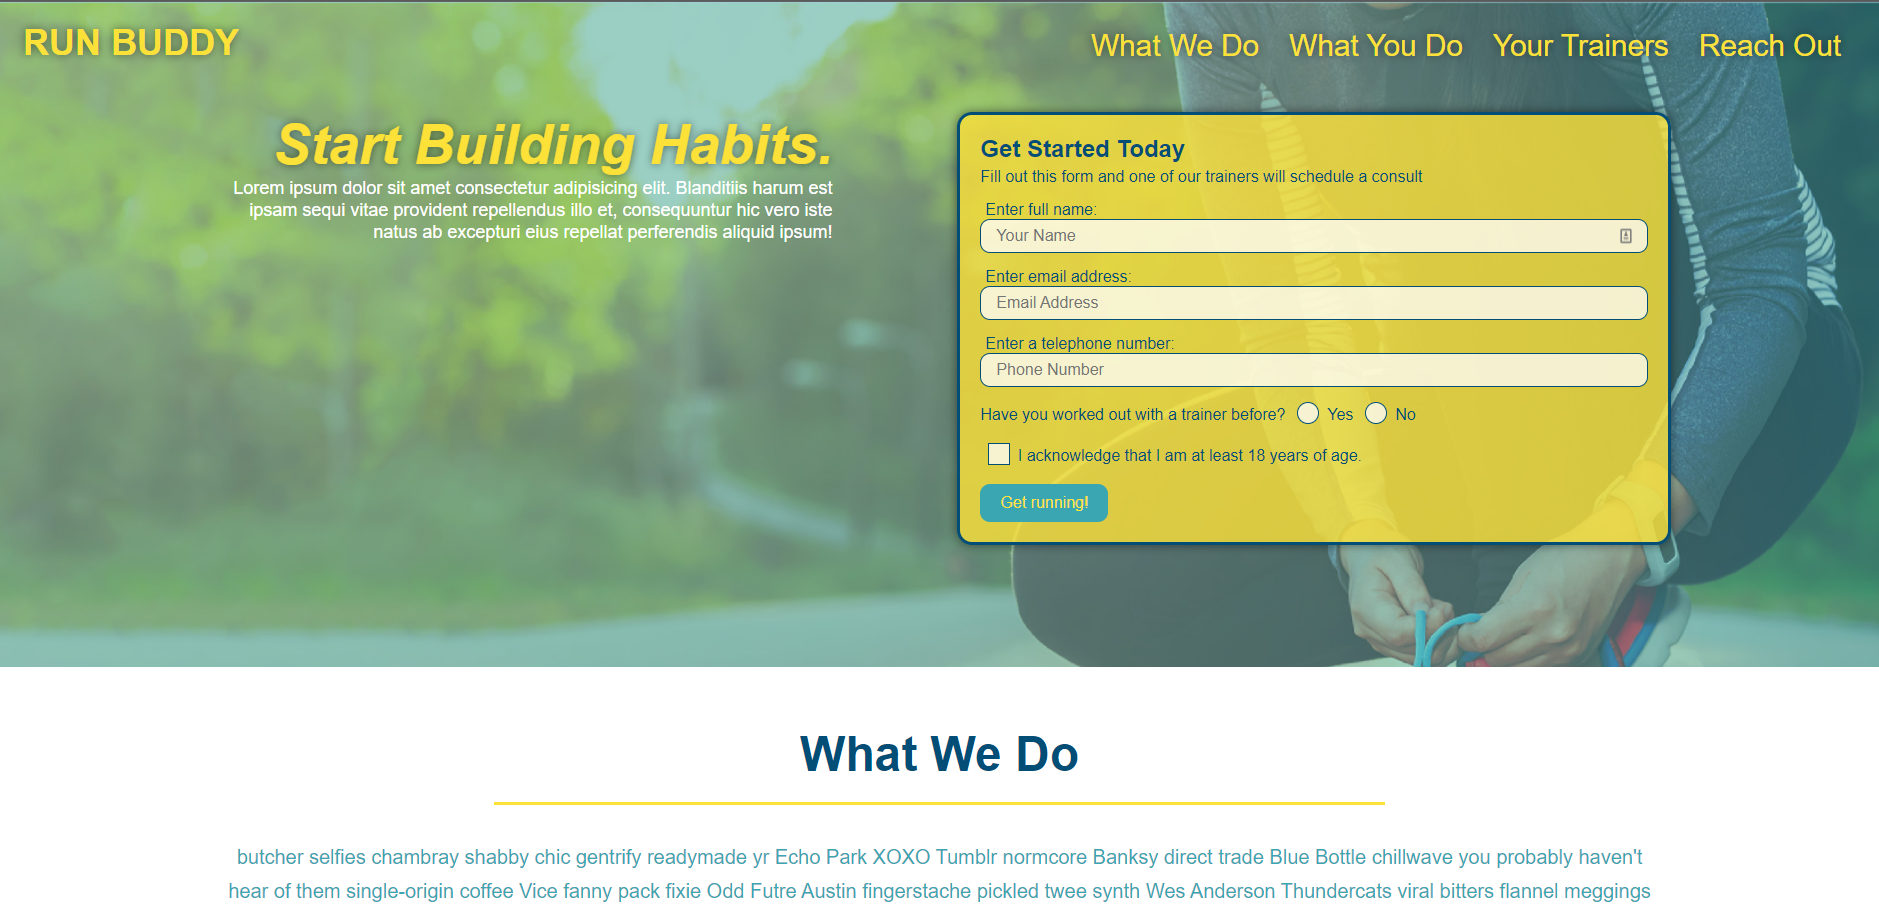 RUN BUDDY
What We Do What You Do Your Trainers Reach Out
Start Building Habits.
Lorem ipsum dolor sit amet consectetur adipisicing elit. Blanditiis harum est
ipsam sequi vitae provident repellendus illo et, consequuntur hic vero iste
natus ab excepturi eius repellat perferendis aliquid ipsum!
Get Started Today
Fill out this form and one of our trainers will schedule a consult
Enter full name:
Your Name
Enter email address:
Email Address
Enter a telephone number:
Phone Number
Have you worked out with a trainer before? Yes No
I acknowledge that I am at least 18 years of age.
Get running!
What We Do
butcher selfies chambray shabby chic gentrify readymade yr Echo Park XOXO Tumblr normcore Banksy direct trade Blue Bottle chillwave you probably haven't
hear of them single-origin coffee Vice fanny pack fixie Odd Futre Austin fingerstache pickled twee synth Wes Anderson Thundercats viral bitters flannel meggings